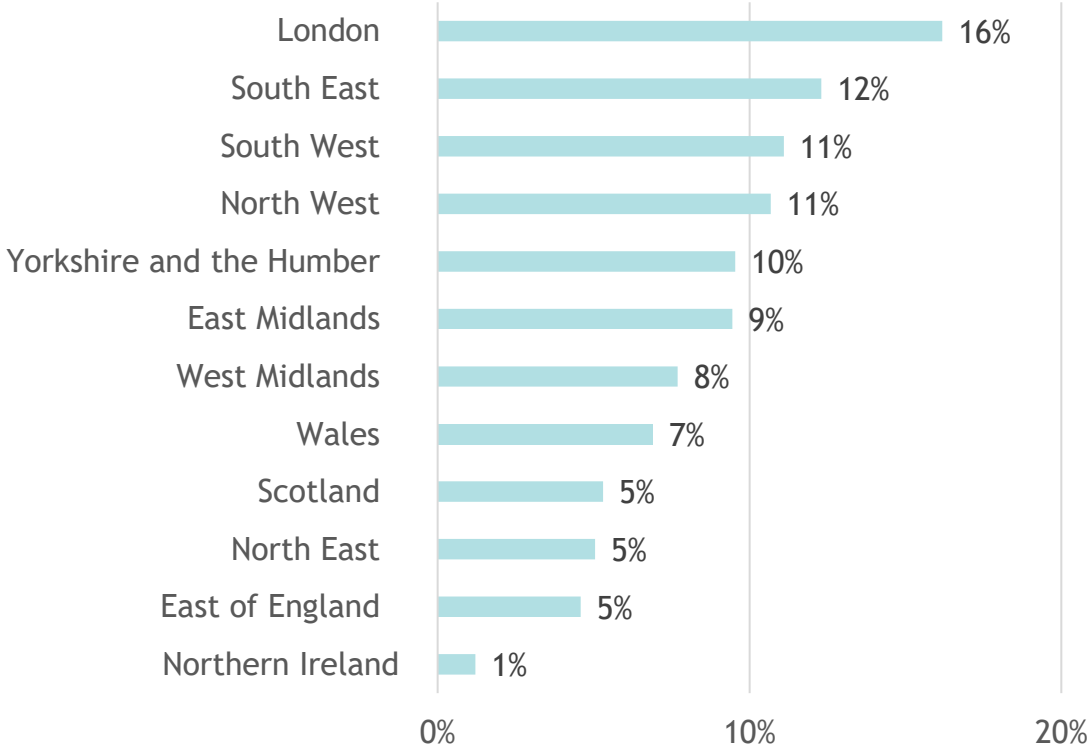 London 16%
South East 12%
South West 11%
North West 11%
Yorkshire and the Humber 10%
East Midlands 9%
West Midlands 8%
Wales 7%
Scotland 5%
North East 5%
East of England 5%
Northern Ireland 1%
0% 10% 20%